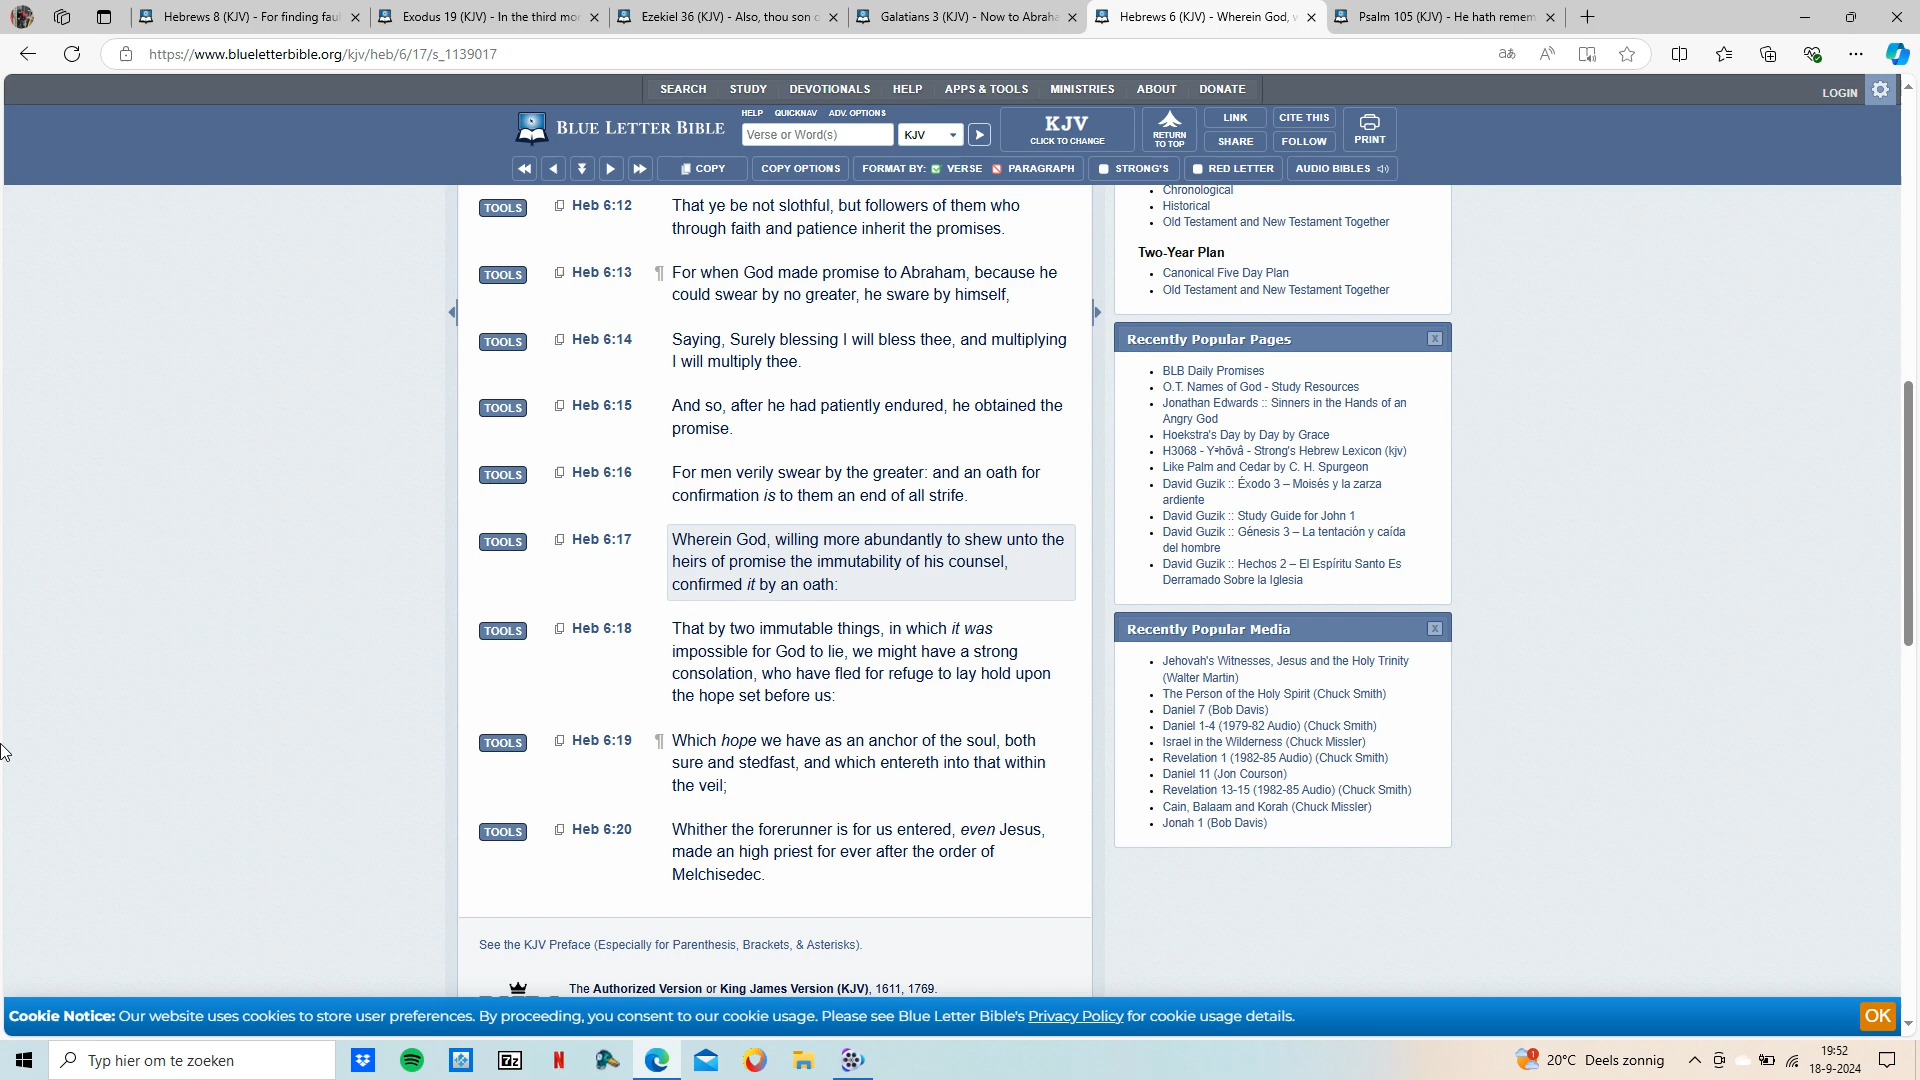 Hebrews 8 (KJV) - For finding fau
Exodus 19 (KJV) - In the third mo
Ezekiel 36 (KJV) - Also, thou son
Galatians 3 (KJV) - Now to Abraha
Hebrews 6 (KJV) - Wherein God, w
Psalm 105 (KJV) - He hath remem
https://www.blueletterbible.org/kjv/heb/6/17/s_1139017
SEARCH STUDY DEVOTIONALS HELP APPS & TOOLS MINISTRIES ABOUT DONATE
LOGIN
HELP QUICKNAV ADV. OPTIONS
BLUE LETTER BIBLE
Verse or Word(s)
KJV
KJV
CLICK TO CHANGE
RETURN
TO TOP
LINK
CITE THIS
SHARE
FOLLOW
PRINT
COPY
COPY OPTIONS
FORMAT BY: VERSE PARAGRAPH
STRONG'S
RED LETTER
AUDIO BIBLES
TOOLS Heb 6:12 That ye be not slothful, but followers of them who
through faith and patience inherit the promises.
TOOLS Heb 6:13 ¶ For when God made promise to Abraham, because he
could swear by no greater, he sware by himself,
TOOLS Heb 6:14 Saying, Surely blessing I will bless thee, and multiplying
I will multiply thee.
TOOLS Heb 6:15 And so, after he had patiently endured, he obtained the
promise.
TOOLS Heb 6:16 For men verily swear by the greater: and an oath for
confirmation is to them an end of all strife.
TOOLS Heb 6:17 Wherein God, willing more abundantly to shew unto the
heirs of promise the immutability of his counsel,
confirmed it by an oath:
TOOLS Heb 6:18 That by two immutable things, in which it was
impossible for God to lie, we might have a strong
consolation, who have fled for refuge to lay hold upon
the hope set before us:
TOOLS Heb 6:19 ¶ Which hope we have as an anchor of the soul, both
sure and stedfast, and which entereth into that within
the veil;
TOOLS Heb 6:20 Whither the forerunner is for us entered, even Jesus,
made an high priest for ever after the order of
Melchisedec.
See the KJV Preface (Especially for Parenthesis, Brackets, & Asterisks).
The Authorized Version or King James Version (KJV), 1611, 1769.
Chronological
Historical
Old Testament and New Testament Together
Two-Year Plan
Canonical Five Day Plan
Old Testament and New Testament Together
Recently Popular Pages
x
BLB Daily Promises
O.T. Names of God - Study Resources
Jonathan Edwards :: Sinners in the Hands of an
Angry God
Hoekstra's Day by Day by Grace
H3068 - Yᵊhōvâ - Strong's Hebrew Lexicon (kjv)
Like Palm and Cedar by C. H. Spurgeon
David Guzik :: Éxodo 3 – Moisés y la zarza
ardiente
David Guzik :: Study Guide for John 1
David Guzik :: Génesis 3 – La tentación y caída
del hombre
David Guzik :: Hechos 2 – El Espíritu Santo Es
Derramado Sobre la Iglesia
Recently Popular Media
x
Jehovah's Witnesses, Jesus and the Holy Trinity
(Walter Martin)
The Person of the Holy Spirit (Chuck Smith)
Daniel 7 (Bob Davis)
Daniel 1-4 (1979-82 Audio) (Chuck Smith)
Israel in the Wilderness (Chuck Missler)
Revelation 1 (1982-85 Audio) (Chuck Smith)
Daniel 11 (Jon Courson)
Revelation 13-15 (1982-85 Audio) (Chuck Smith)
Cain, Balaam and Korah (Chuck Missler)
Jonah 1 (Bob Davis)
Cookie Notice: Our website uses cookies to store user preferences. By proceeding, you consent to our cookie usage. Please see Blue Letter Bible's Privacy Policy for cookie usage details.
OK
Typ hier om te zoeken
7z
N
1
20°C Deels zonnig
19:52
18-9-2024